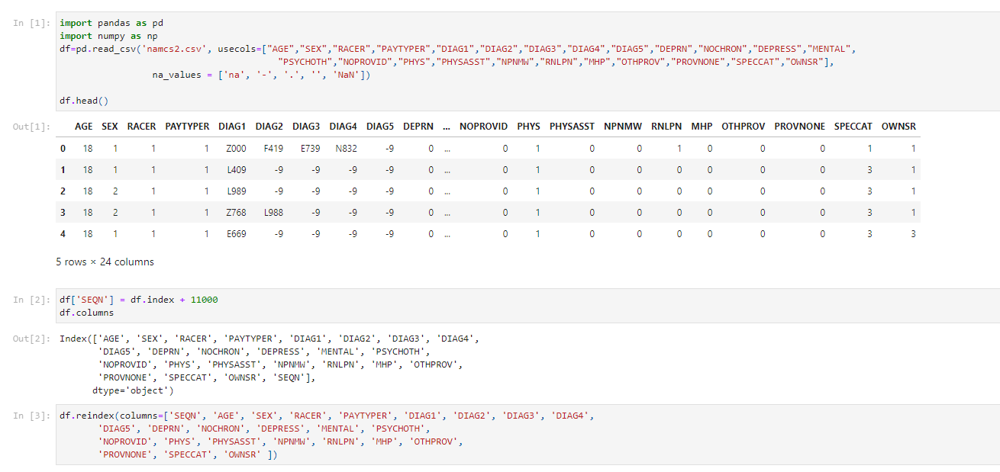 In [1]: import pandas as pd
import numpy as np
df=pd.read_csv('namcs2.csv', usecols=["AGE","SEX","RACER","PAYTYPER","DIAG1","DIAG2","DIAG3","DIAG4","DIAG5","DEPRN","NOCHRON","DEPRESS","MENTAL",
"PSYCHOTH","NOPROVID","PHYS","PHYSASST","NPNMW","RNLPN","MHP","OTHPROV","PROVNONE","SPECCAT","OWNSR"],
na_values = ['na', '-', '.', '', 'NaN'])
df.head()
Out[1]: AGE SEX RACER PAYTYPER DIAG1 DIAG2 DIAG3 DIAG4 DIAG5 DEPRN ... NOPROVID PHYS PHYSASST NPNMW RNLPN MHP OTHPROV PROVNONE SPECCAT OWNSR
0 18 1 1 1 Z000 F419 E739 N832 -9 0 ... 0 1 0 0 1 0 0 0 1 1
1 18 1 1 1 L409 -9 -9 -9 -9 0 ... 0 1 0 0 0 0 0 0 3 1
2 18 2 1 1 L989 -9 -9 -9 -9 0 ... 0 1 0 0 0 0 0 0 3 1
3 18 2 1 1 Z768 L988 -9 -9 -9 0 ... 0 1 0 0 0 0 0 0 3 1
4 18 1 1 1 E669 -9 -9 -9 -9 0 ... 0 1 0 0 0 0 0 0 3 3
5 rows × 24 columns
In [2]: df['SEQN'] = df.index + 11000
df.columns
Out[2]: Index(['AGE', 'SEX', 'RACER', 'PAYTYPER', 'DIAG1', 'DIAG2', 'DIAG3', 'DIAG4',
'DIAG5', 'DEPRN', 'NOCHRON', 'DEPRESS', 'MENTAL', 'PSYCHOTH',
'NOPROVID', 'PHYS', 'PHYSASST', 'NPNMW', 'RNLPN', 'MHP', 'OTHPROV',
'PROVNONE', 'SPECCAT', 'OWNSR', 'SEQN'],
dtype='object')
In [3]: df.reindex(columns=['SEQN', 'AGE', 'SEX', 'RACER', 'PAYTYPER', 'DIAG1', 'DIAG2', 'DIAG3', 'DIAG4',
'DIAG5', 'DEPRN', 'NOCHRON', 'DEPRESS', 'MENTAL', 'PSYCHOTH',
'NOPROVID', 'PHYS', 'PHYSASST', 'NPNMW', 'RNLPN', 'MHP', 'OTHPROV',
'PROVNONE', 'SPECCAT', 'OWNSR' ])